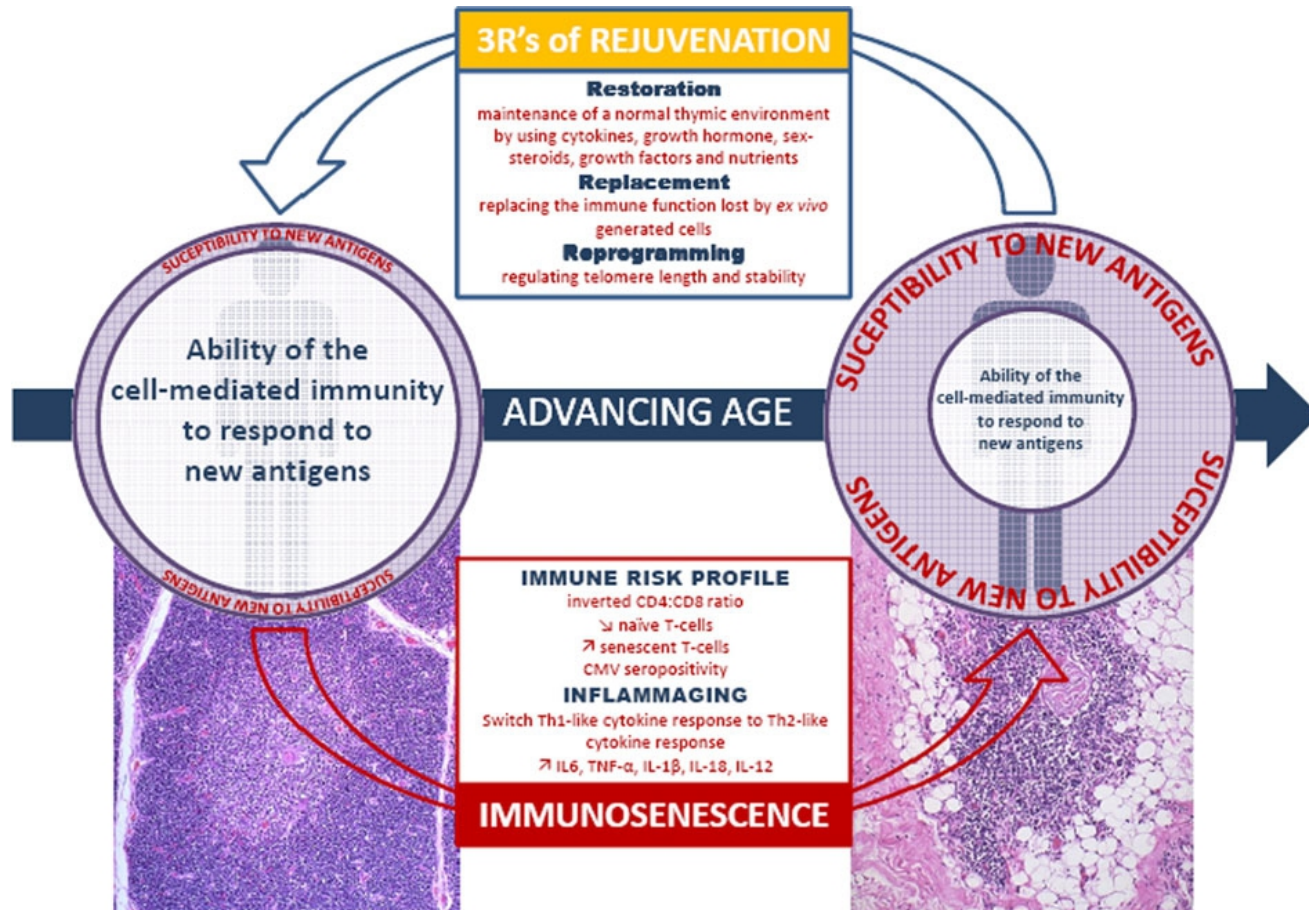 3R's of REJUVENATION
Restoration
maintenance of a normal thymic environment
by using cytokines, growth hormone, sex-
steroids, growth factors and nutrients
Replacement
replacing the immune function lost by ex vivo
generated cells
Reprogramming
regulating telomere length and stability
SUCEPTIBILITY TO NEW ANTIGENS
Ability of the
cell-mediated immunity
to respond to
new antigens
SUCEPTIBILITY TO NEW ANTIGENS
ADVANCING AGE
SUCEPTIBILITY TO NEW ANTIGENS
Ability of the
cell-mediated immunity
to respond to
new antigens
SUCEPTIBILITY TO NEW ANTIGENS
IMMUNE RISK PROFILE
inverted CD4:CD8 ratio
↘ naïve T-cells
↗ senescent T-cells
CMV seropositivity
INFLAMMAGING
Switch Th1-like cytokine response to Th2-like
cytokine response
↗ IL6, TNF-α, IL-1β, IL-18, IL-12
IMMUNOSENESCENCE